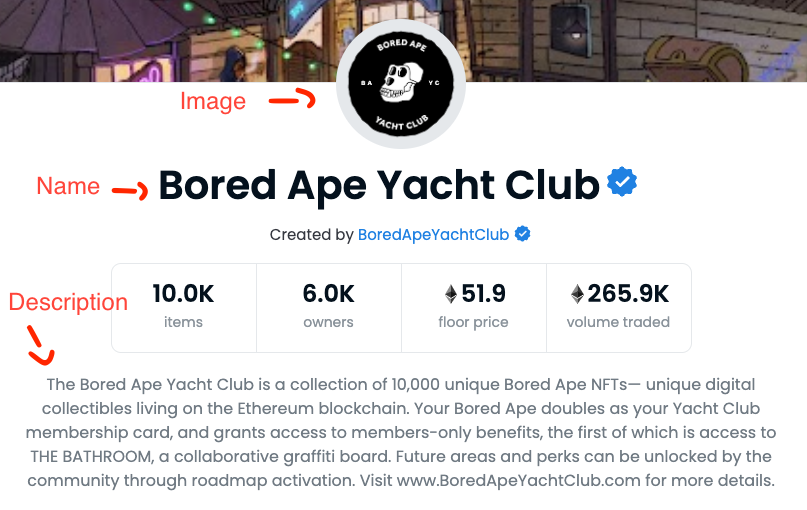 BORED APE
BA YC
YACHT CLUB
Image
Name
Bored Ape Yacht Club
Created by BoredApeYachtClub
10.0K 6.0K 51.9 265.9K
items owners floor price volume traded
Description
The Bored Ape Yacht Club is a collection of 10,000 unique Bored Ape NFTs— unique digital
collectibles living on the Ethereum blockchain. Your Bored Ape doubles as your Yacht Club
membership card, and grants access to members-only benefits, the first of which is access to
THE BATHROOM, a collaborative graffiti board. Future areas and perks can be unlocked by the
community through roadmap activation. Visit www.BoredApeYachtClub.com for more details.